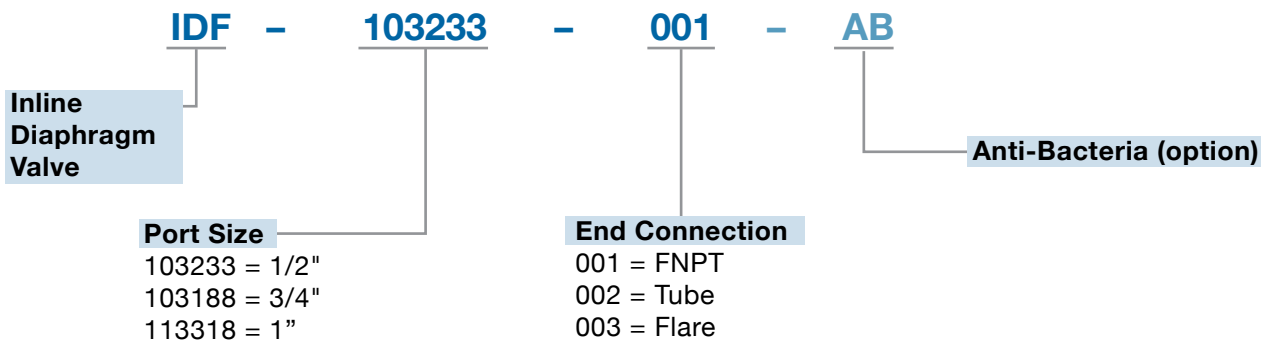 IDF – 103233 – 001 – AB
Inline
Diaphragm
Valve
Anti-Bacteria (option)
Port Size
103233 = 1/2"
103188 = 3/4"
113318 = 1”
End Connection
001 = FNPT
002 = Tube
003 = Flare